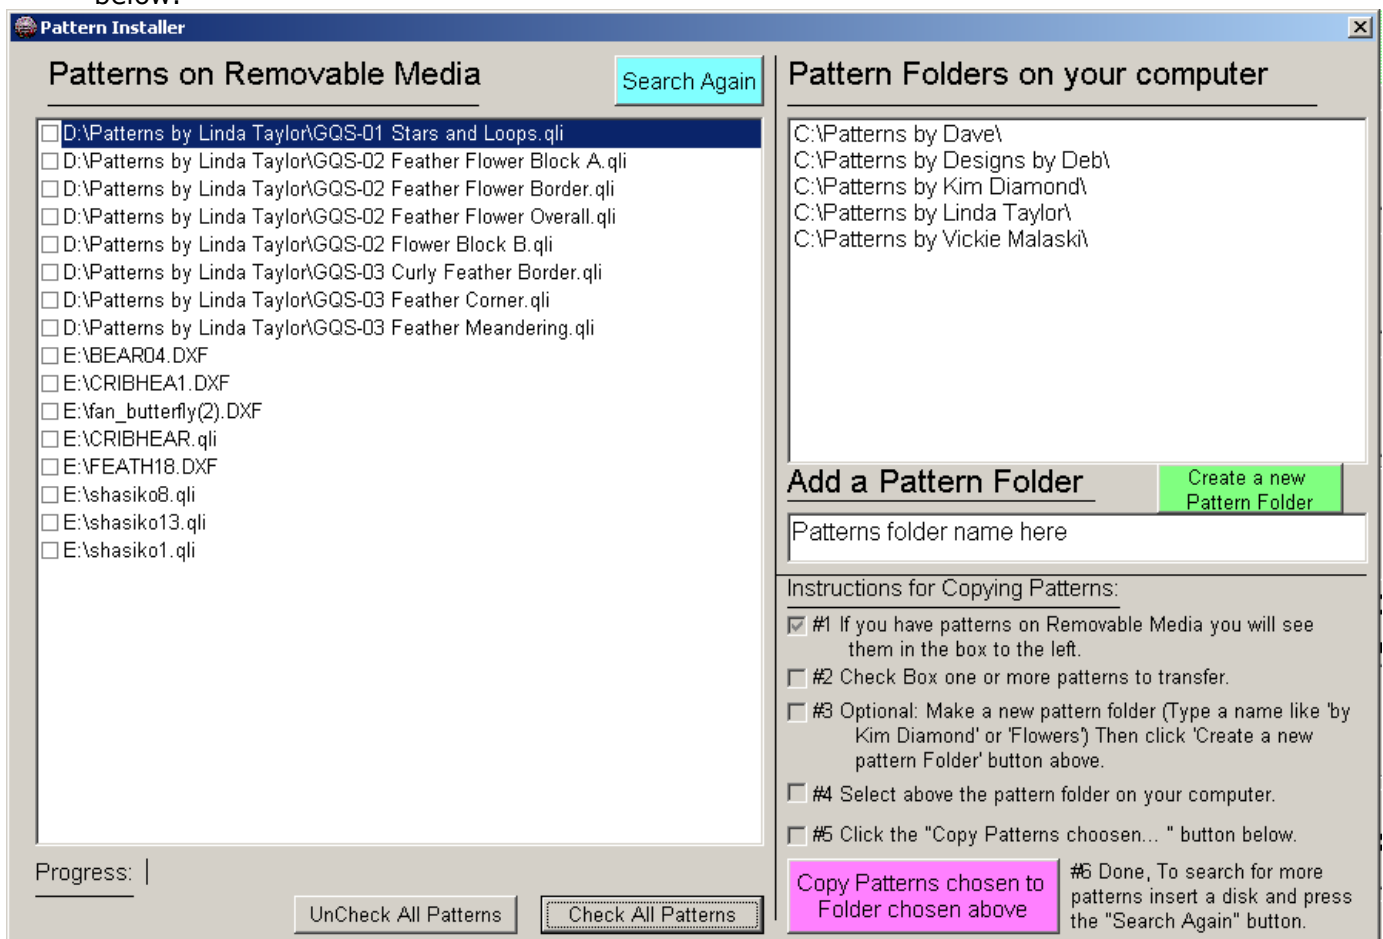 below.
Pattern Installer
Patterns on Removable Media
Search Again
D:\Patterns by Linda Taylor\GQS-01 Stars and Loops.qli
D:\Patterns by Linda Taylor\GQS-02 Feather Flower Block A.qli
D:\Patterns by Linda Taylor\GQS-02 Feather Flower Border.qli
D:\Patterns by Linda Taylor\GQS-02 Feather Flower Overall.qli
D:\Patterns by Linda Taylor\GQS-02 Flower Block B.qli
D:\Patterns by Linda Taylor\GQS-03 Curly Feather Border.qli
D:\Patterns by Linda Taylor\GQS-03 Feather Corner.qli
D:\Patterns by Linda Taylor\GQS-03 Feather Meandering.qli
E:\BEAR04.DXF
E:\CRIBHEA1.DXF
E:\fan_butterfly(2).DXF
E:\CRIBHEAR.qli
E:\FEATH18.DXF
E:\shasiko8.qli
E:\shasiko13.qli
E:\shasiko1.qli
Progress:
UnCheck All Patterns
Check All Patterns
Pattern Folders on your computer
C:\Patterns by Dave\
C:\Patterns by Designs by Deb\
C:\Patterns by Kim Diamond\
C:\Patterns by Linda Taylor\
C:\Patterns by Vickie Malaski\
Add a Pattern Folder
Create a new
Pattern Folder
Patterns folder name here
Instructions for Copying Patterns:
#1 If you have patterns on Removable Media you will see
them in the box to the left.
#2 Check Box one or more patterns to transfer.
#3 Optional: Make a new pattern folder (Type a name like 'by
Kim Diamond' or 'Flowers') Then click 'Create a new
pattern Folder' button above.
#4 Select above the pattern folder on your computer.
#5 Click the "Copy Patterns choosen... " button below.
Copy Patterns chosen to
Folder chosen above
#6 Done, To search for more
patterns insert a disk and press
the "Search Again" button.